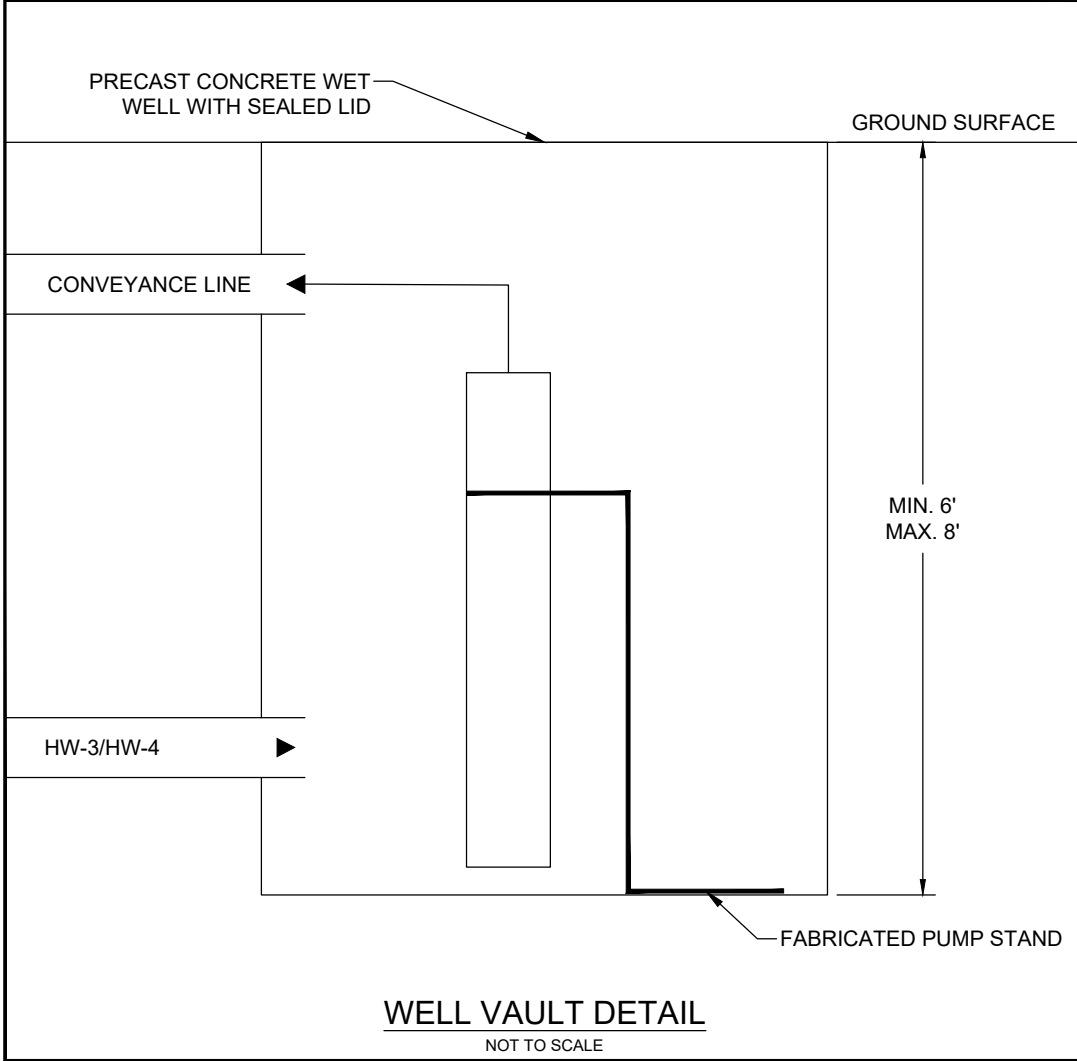 PRECAST CONCRETE WET
WELL WITH SEALED LID
GROUND SURFACE
CONVEYANCE LINE
MIN. 6'
MAX. 8'
HW-3/HW-4
FABRICATED PUMP STAND
WELL VAULT DETAIL
NOT TO SCALE